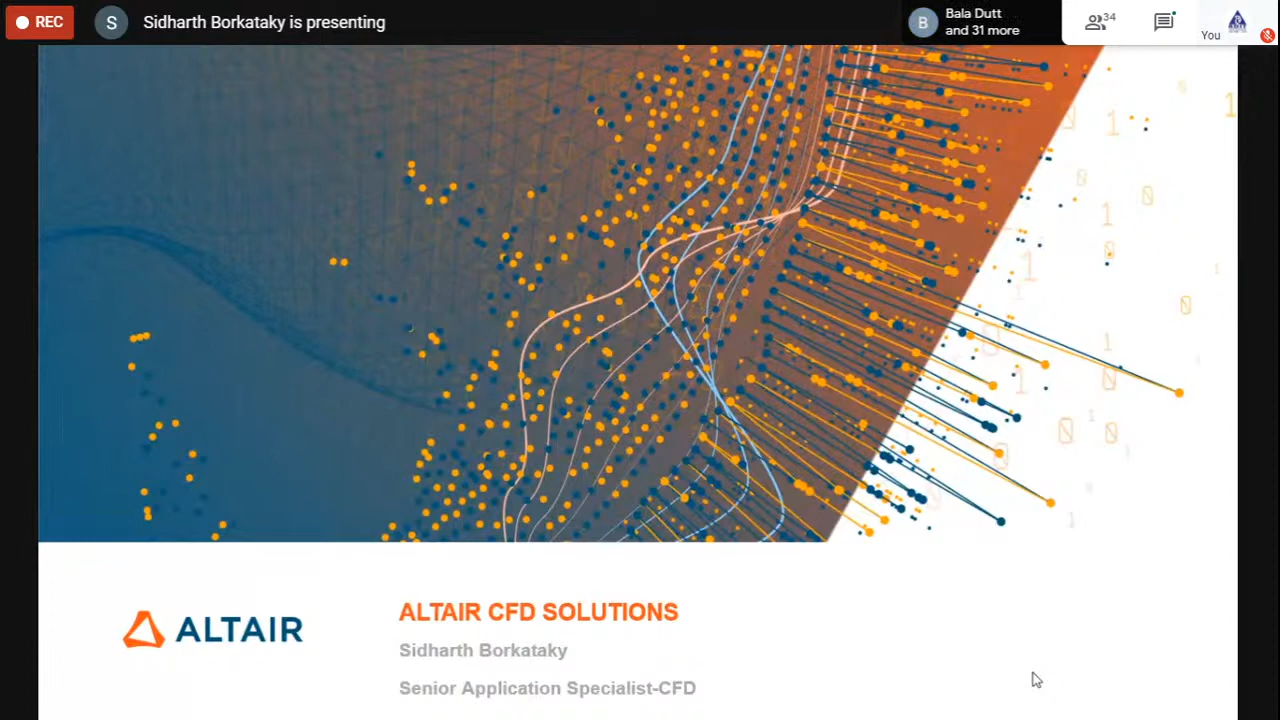 REC
S
Sidharth Borkataky is presenting
B
Bala Dutt
and 31 more
34
You
ALTAIR
ALTAIR CFD SOLUTIONS
Sidharth Borkataky
Senior Application Specialist-CFD